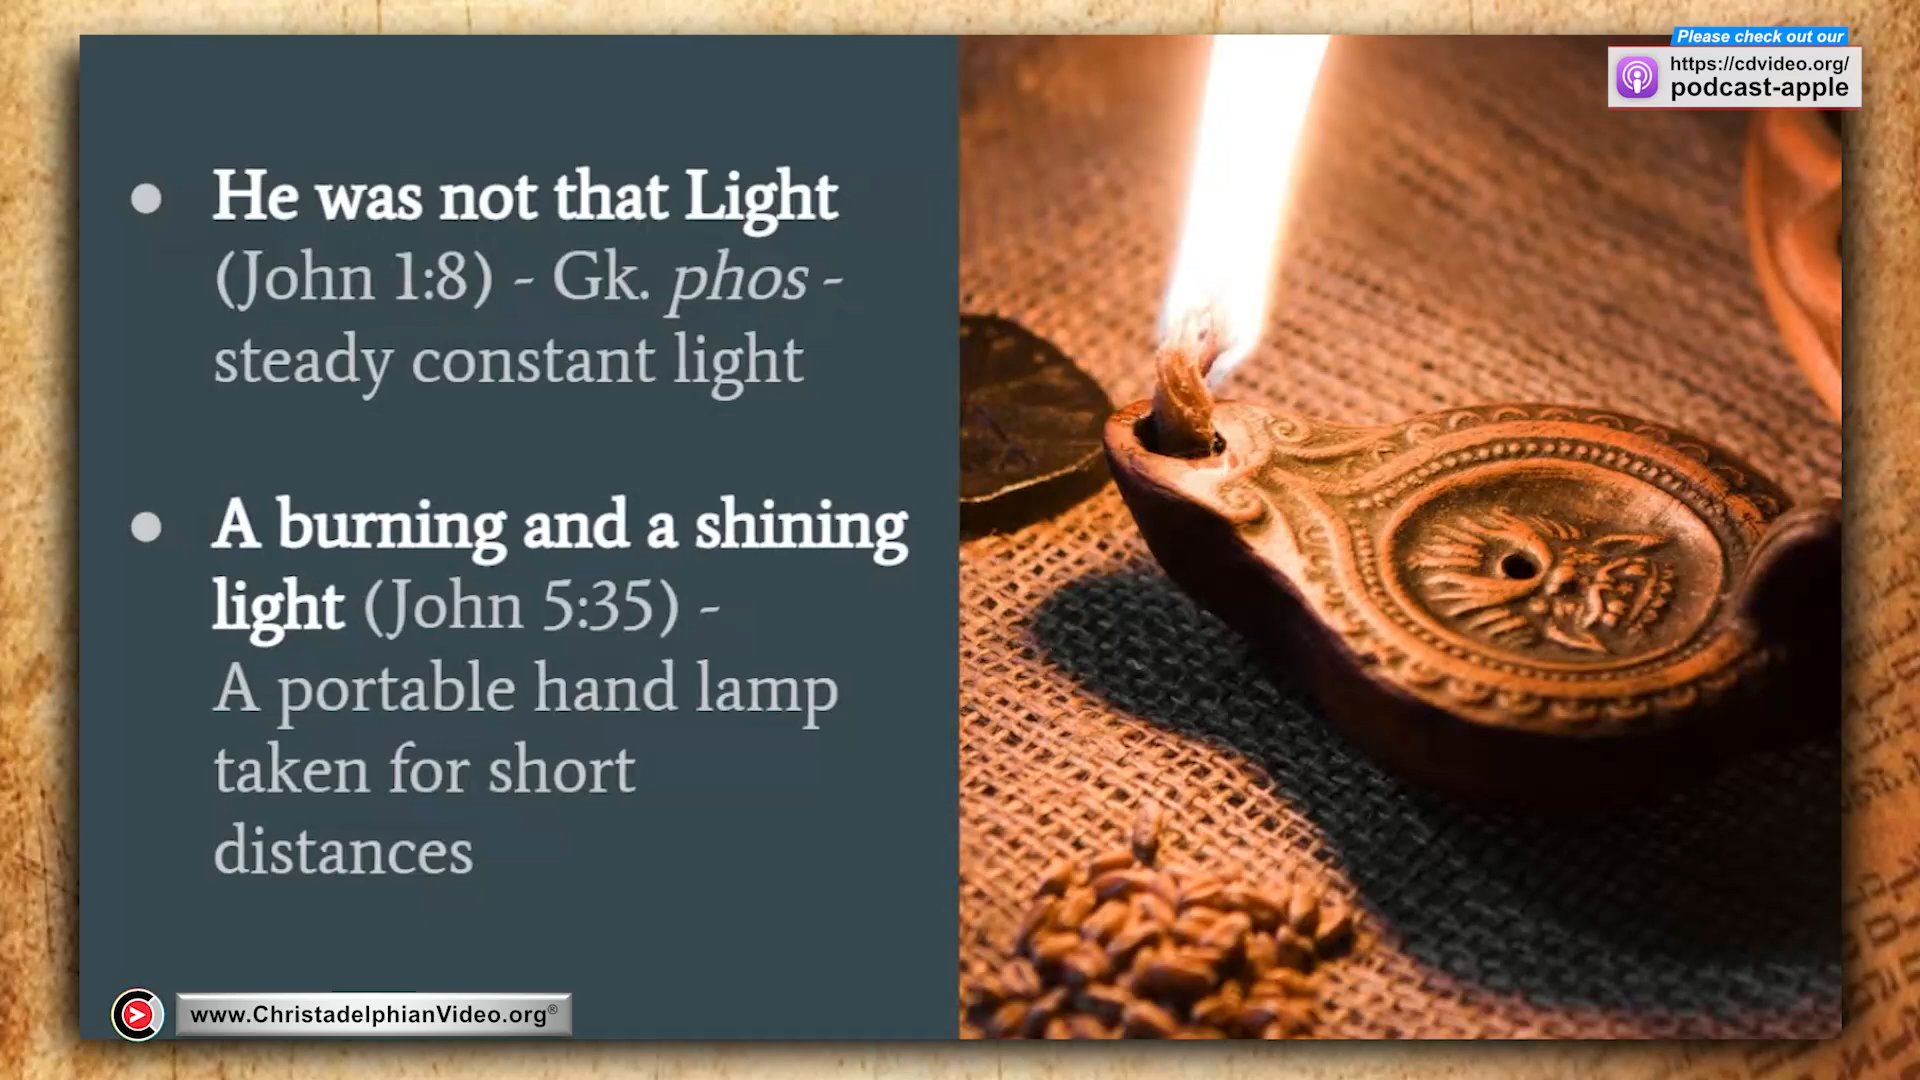 Please check out our
https://cdvideo.org/
podcast-apple
● He was not that Light
(John 1:8) - Gk. phos -
steady constant light
● A burning and a shining
light (John 5:35) -
A portable hand lamp
taken for short
distances
www.ChristadelphianVideo.org®